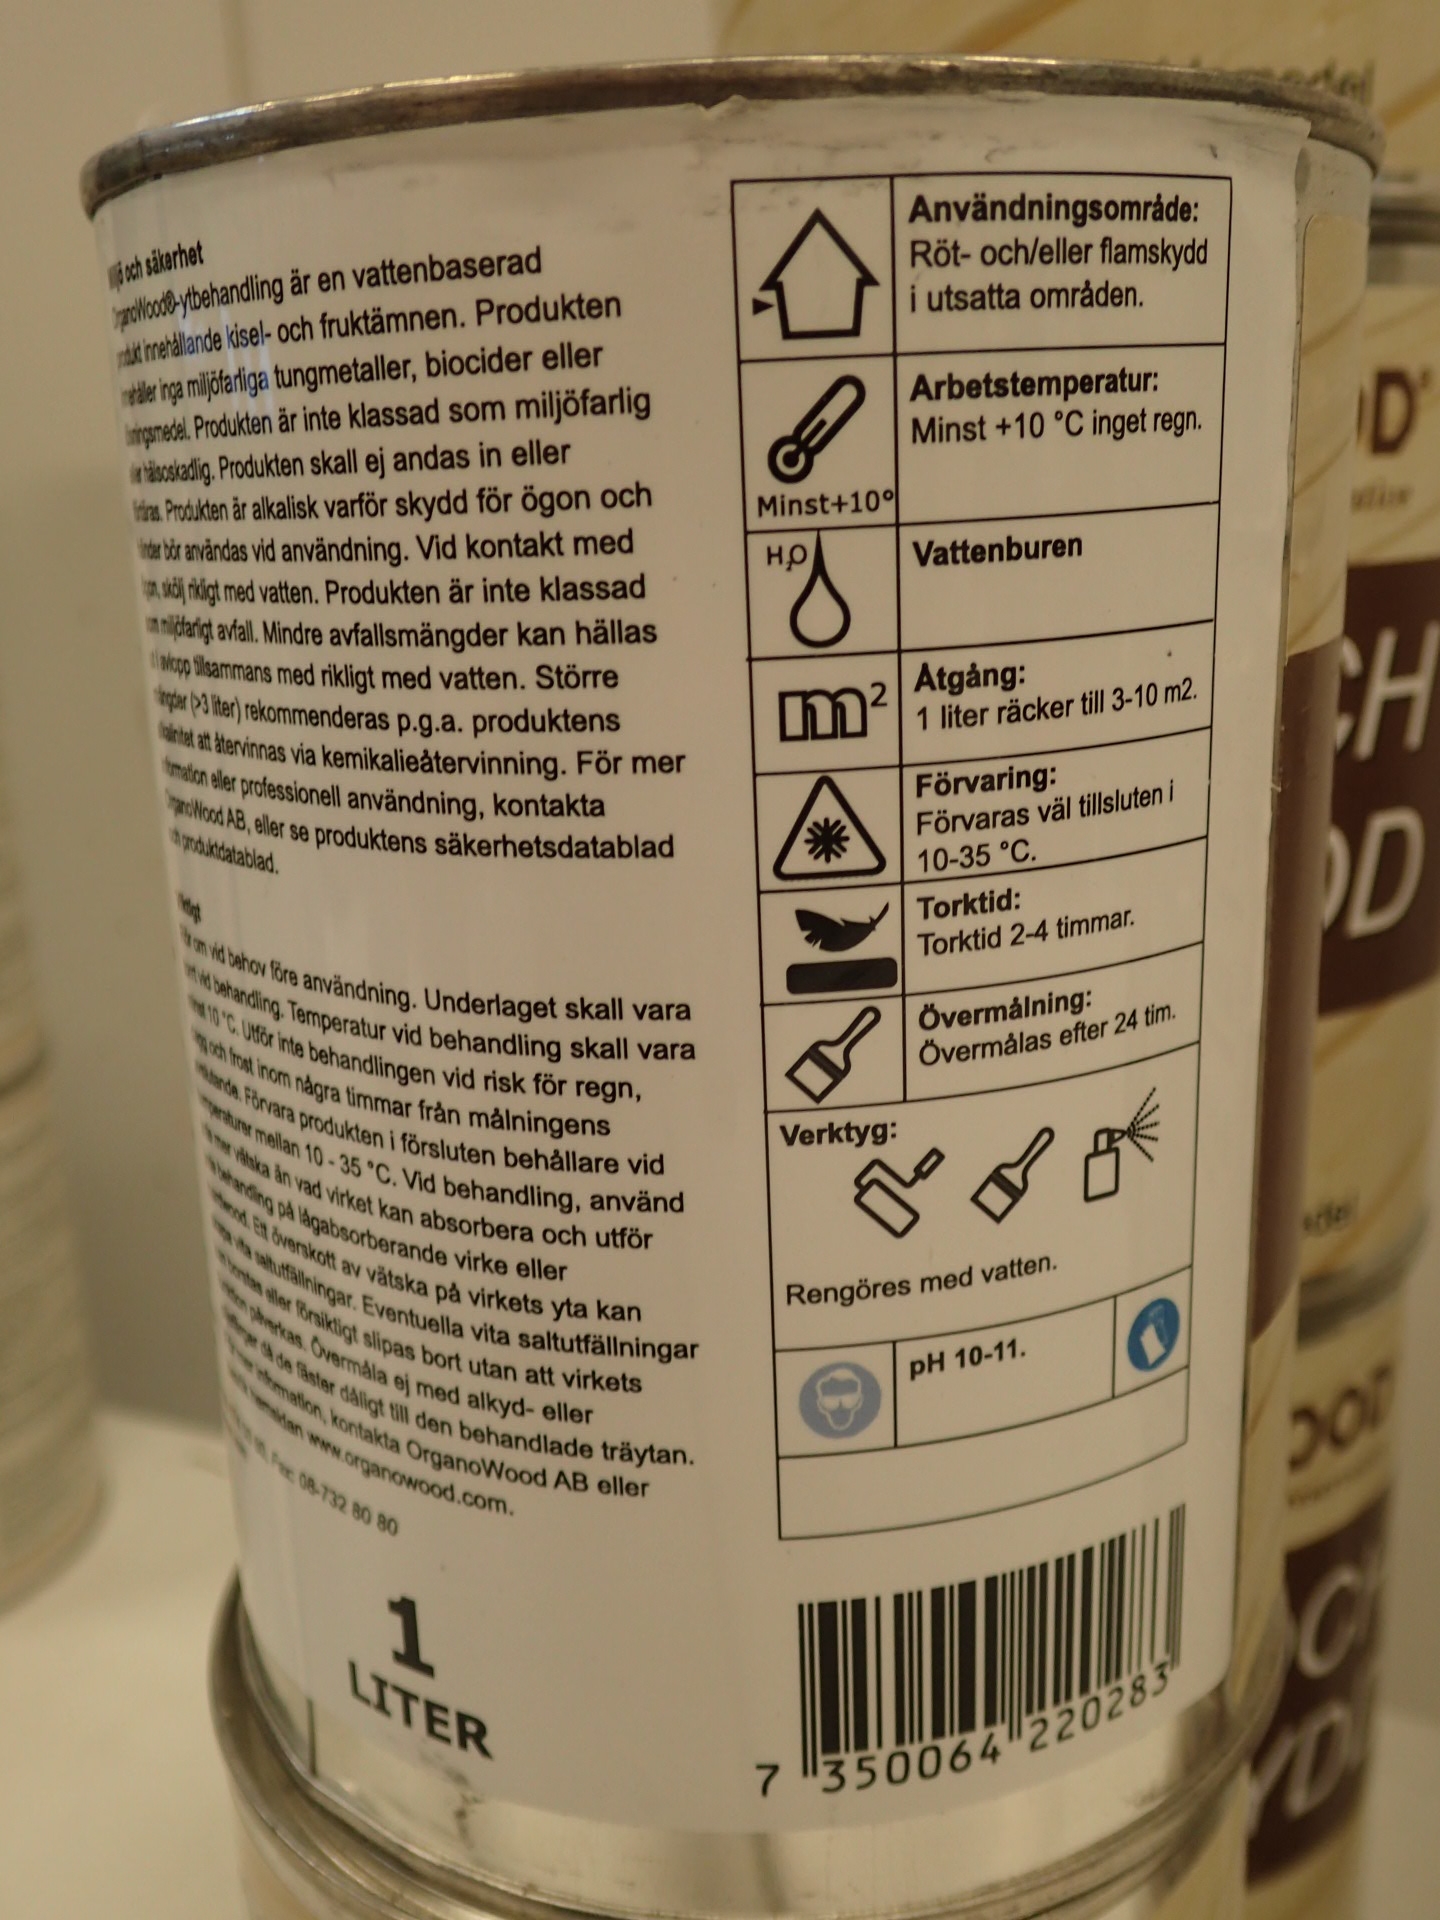 och säkerhet
OrganoWood®-ytbehandling är en vattenbaserad
innehållande kisel- och fruktämnen. Produkten
innehåller inga miljöfarliga tungmetaller, biocider eller
Produkten är inte klassad som miljöfarlig
hälsoskadlig. Produkten skall ej andas in eller
Produkten är alkalisk varför skydd för ögon och
bör användas vid användning. Vid kontakt med
skölj rikligt med vatten. Produkten är inte klassad
miljöfarligt avfall. Mindre avfallsmängder kan hällas
avlopp tillsammans med rikligt med vatten. Större
(>3 liter) rekommenderas p.g.a. produktens
att återvinnas via kemikalieåtervinning. För mer
eller professionell användning, kontakta
OrganoWood AB, eller se produktens säkerhetsdatablad
produktdatablad.
om vid behov före användning. Underlaget skall vara
vid behandling. Temperatur vid behandling skall vara
10 °C. Utför inte behandlingen vid risk för regn,
och frost inom några timmar från målningens
Förvara produkten i försluten behållare vid
mellan 10 - 35 °C. Vid behandling, använd
mer vätska än vad virket kan absorbera och utför
behandling på lågabsorberande virke eller
Ett överskott av vätska på virkets yta kan
vita saltutfällningar. Eventuella vita saltutfällningar
eller försiktigt slipas bort utan att virkets
påverkas. Övermåla ej med alkyd- eller
då de fäster dåligt till den behandlade träytan.
information, kontakta OrganoWood AB eller
hemsidan www.organowood.com.
08-732 80 80
1
LITER
Användningsområde:
Röt- och/eller flamskydd
i utsatta områden.
Arbetstemperatur:
Minst +10 °C inget regn.
Minst+10°
H2O
Vattenburen
m2
Åtgång:
1 liter räcker till 3-10 m2.
Förvaring:
Förvaras väl tillsluten i
10-35 °C.
Torktid:
Torktid 2-4 timmar.
Övermålning:
Övermålas efter 24 tim.
Verktyg:
Rengöres med vatten.
pH 10-11.
7 350064 220283